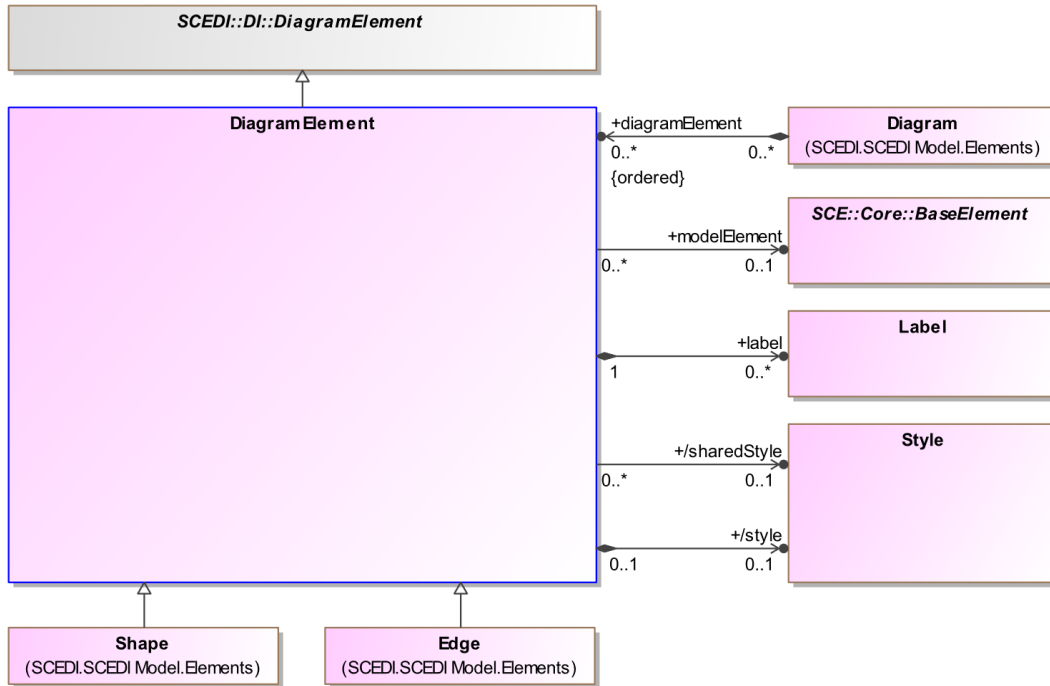 SCEDI::DI::DiagramElement
DiagramElement
+diagramElement
0..*
0..*
{ordered}
Diagram
(SCEDI.SCEDI Model.Elements)
+modelElement
0..*
0..1
SCE::Core::BaseElement
+label
1
0..*
Label
+/sharedStyle
0..*
0..1
Style
+/style
0..1
0..1
Shape
(SCEDI.SCEDI Model.Elements)
Edge
(SCEDI.SCEDI Model.Elements)